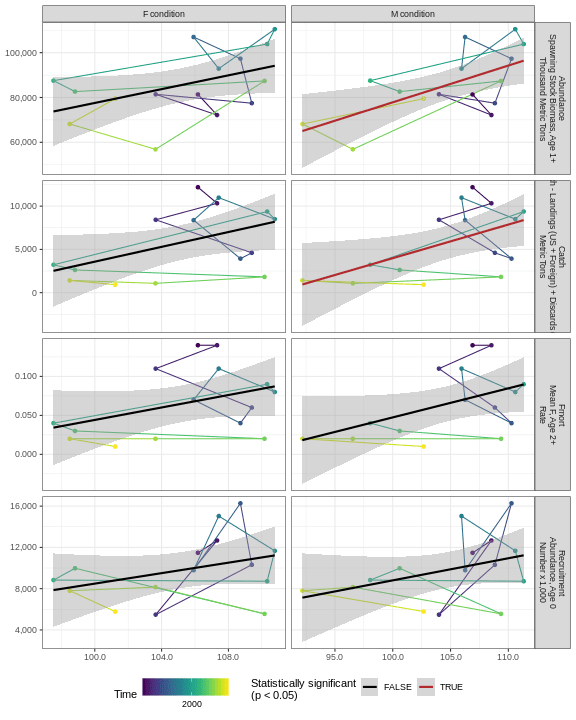 F condition
M condition
100,000
80,000
60,000
Abundance
Spawning Stock Biomass, Age 1+
Thousand Metric Tons
10,000
5,000
0
Catch
h - Landings (US + Foreign) + Discards
Metric Tons
0.100
0.050
0.000
Fmort
Mean F, Age 2+
Rate
16,000
12,000
8,000
4,000
Recruitment
Abundance, Age 0
Number x 1,000
100.0
104.0
108.0
95.0
100.0
105.0
110.0
Time
2000
Statistically significant
(p < 0.05)
FALSE
TRUE